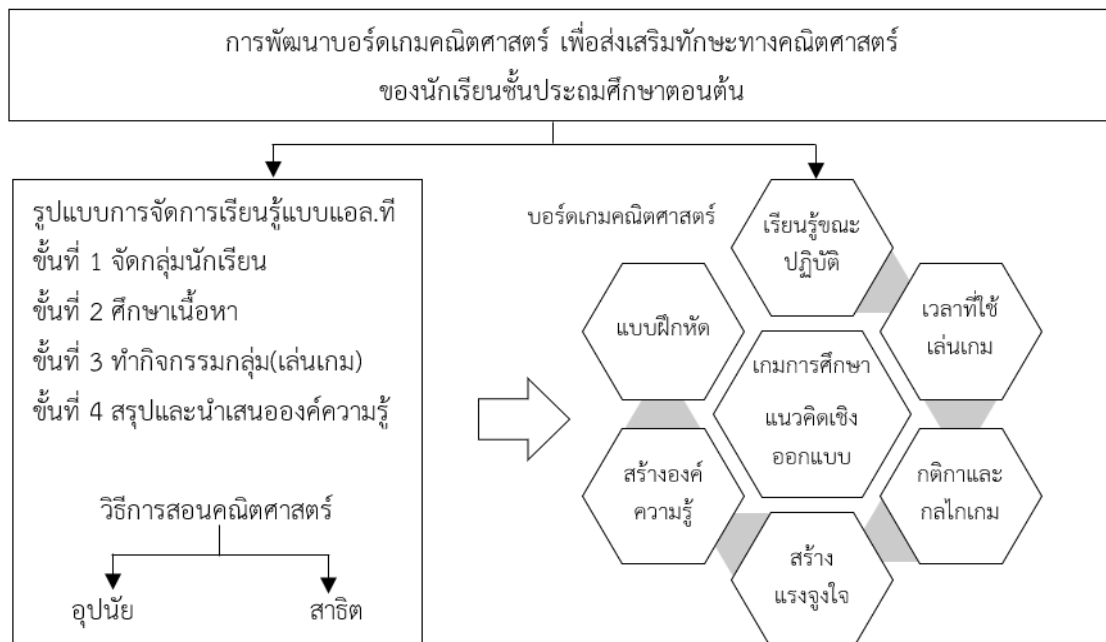 การพัฒนาบอร์ดเกมคณิตศาสตร์ เพื่อส่งเสริมทักษะทางคณิตศาสตร์
ของนักเรียนชั้นประถมศึกษาตอนต้น
รูปแบบการจัดการเรียนรู้แบบแอล.ที
ขั้นที่ 1 จัดกลุ่มนักเรียน
ขั้นที่ 2 ศึกษาเนื้อหา
ขั้นที่ 3 ทำกิจกรรมกลุ่ม(เล่นเกม)
ขั้นที่ 4 สรุปและนำเสนอองค์ความรู้
วิธีการสอนคณิตศาสตร์
อุปนัย
สาธิต
บอร์ดเกมคณิตศาสตร์
เรียนรู้ขณะ
ปฏิบัติ
เวลาที่ใช้
เล่นเกม
กติกาและ
กลไกเกม
สร้าง
แรงจูงใจ
สร้างองค์
ความรู้
แบบฝึกหัด
เกมการศึกษา
แนวคิดเชิง
ออกแบบ